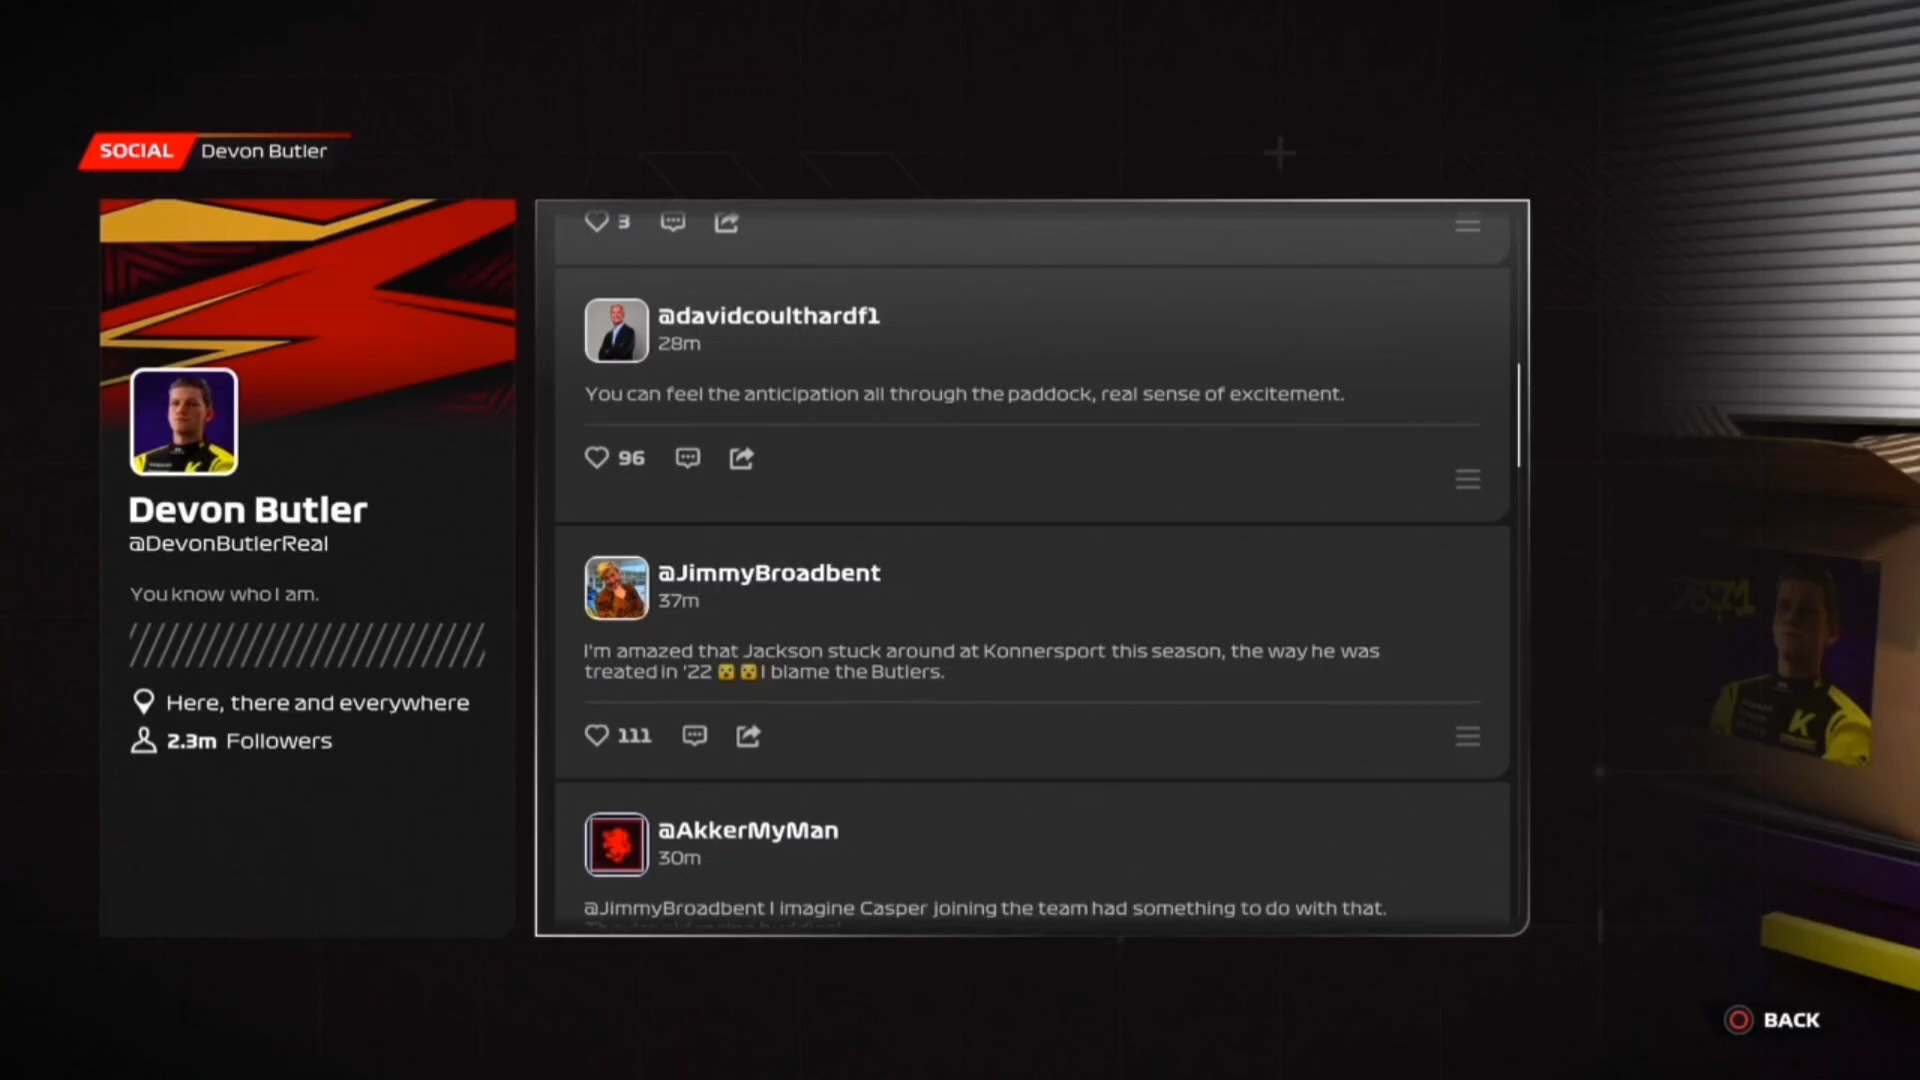 SOCIAL Devon Butler
Devon Butler
@DevonButlerReal
You know who I am.
Here, there and everywhere
2.3m Followers
3
@davidcoulthardf1
28m
You can feel the anticipation all through the paddock, real sense of excitement.
96
@JimmyBroadbent
37m
I'm amazed that Jackson stuck around at Konnersport this season, the way he was
treated in '22 😮😮 I blame the Butlers.
111
@AkkerMyMan
30m
@JimmyBroadbent I imagine Casper joining the team had something to do with that.
K
K
BACK